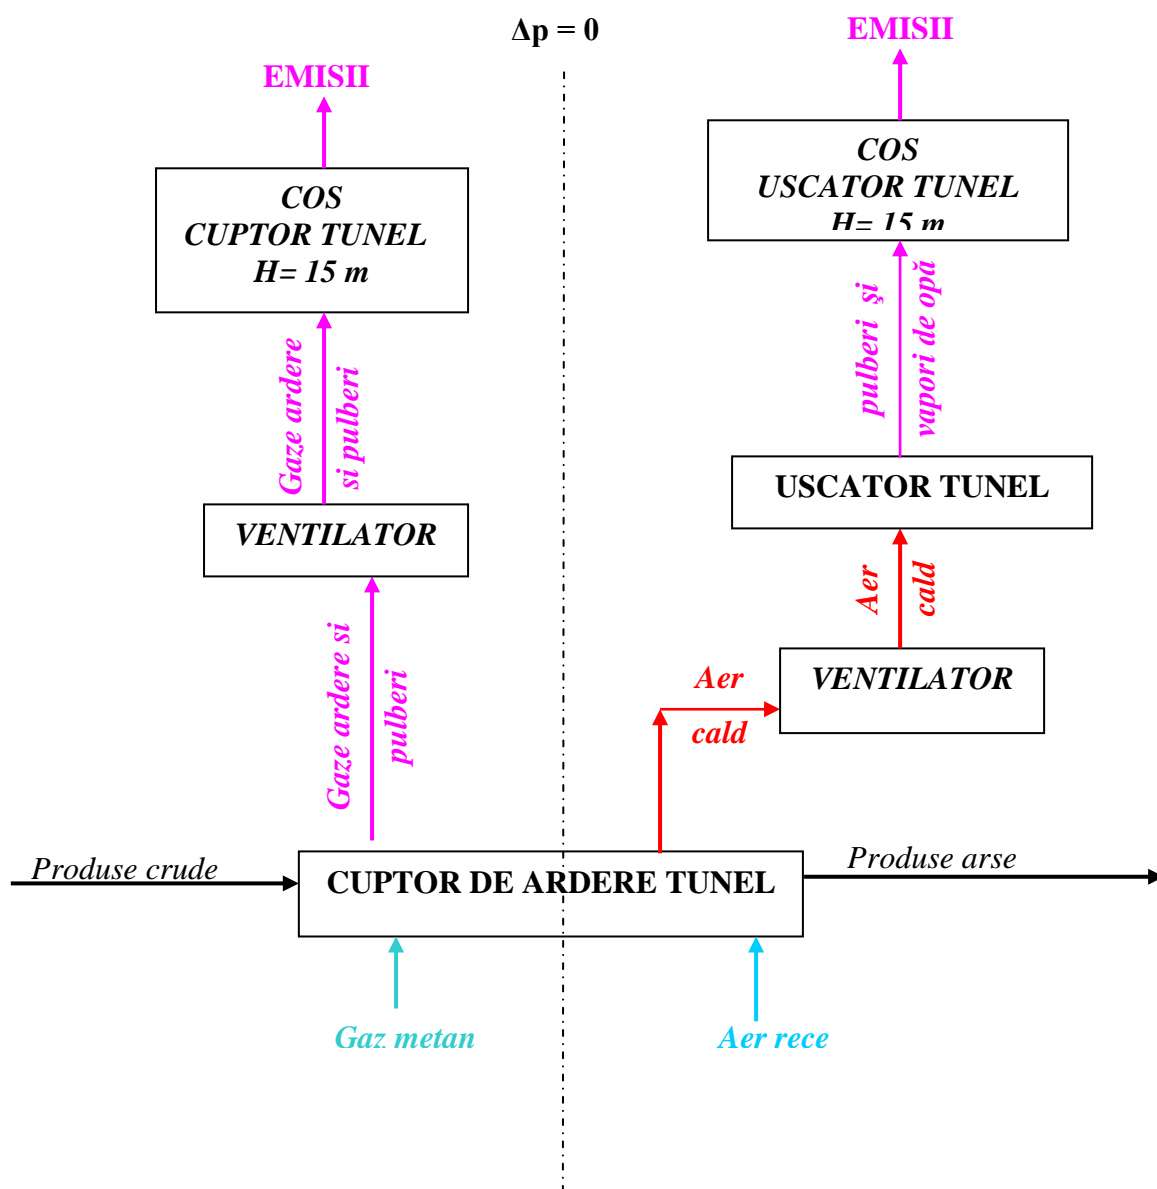 Δp = 0
EMISII
EMISII
COS
CUPTOR TUNEL
H= 15 m
COS
USCATOR TUNEL
H= 15 m
Gaze ardere
si pulberi
pulberi şi
vapori de opă
VENTILATOR
USCATOR TUNEL
Aer
cald
Gaze ardere si
pulberi
Aer
cald
VENTILATOR
Produse crude
CUPTOR DE ARDERE TUNEL
Produse arse
Gaz metan
Aer rece